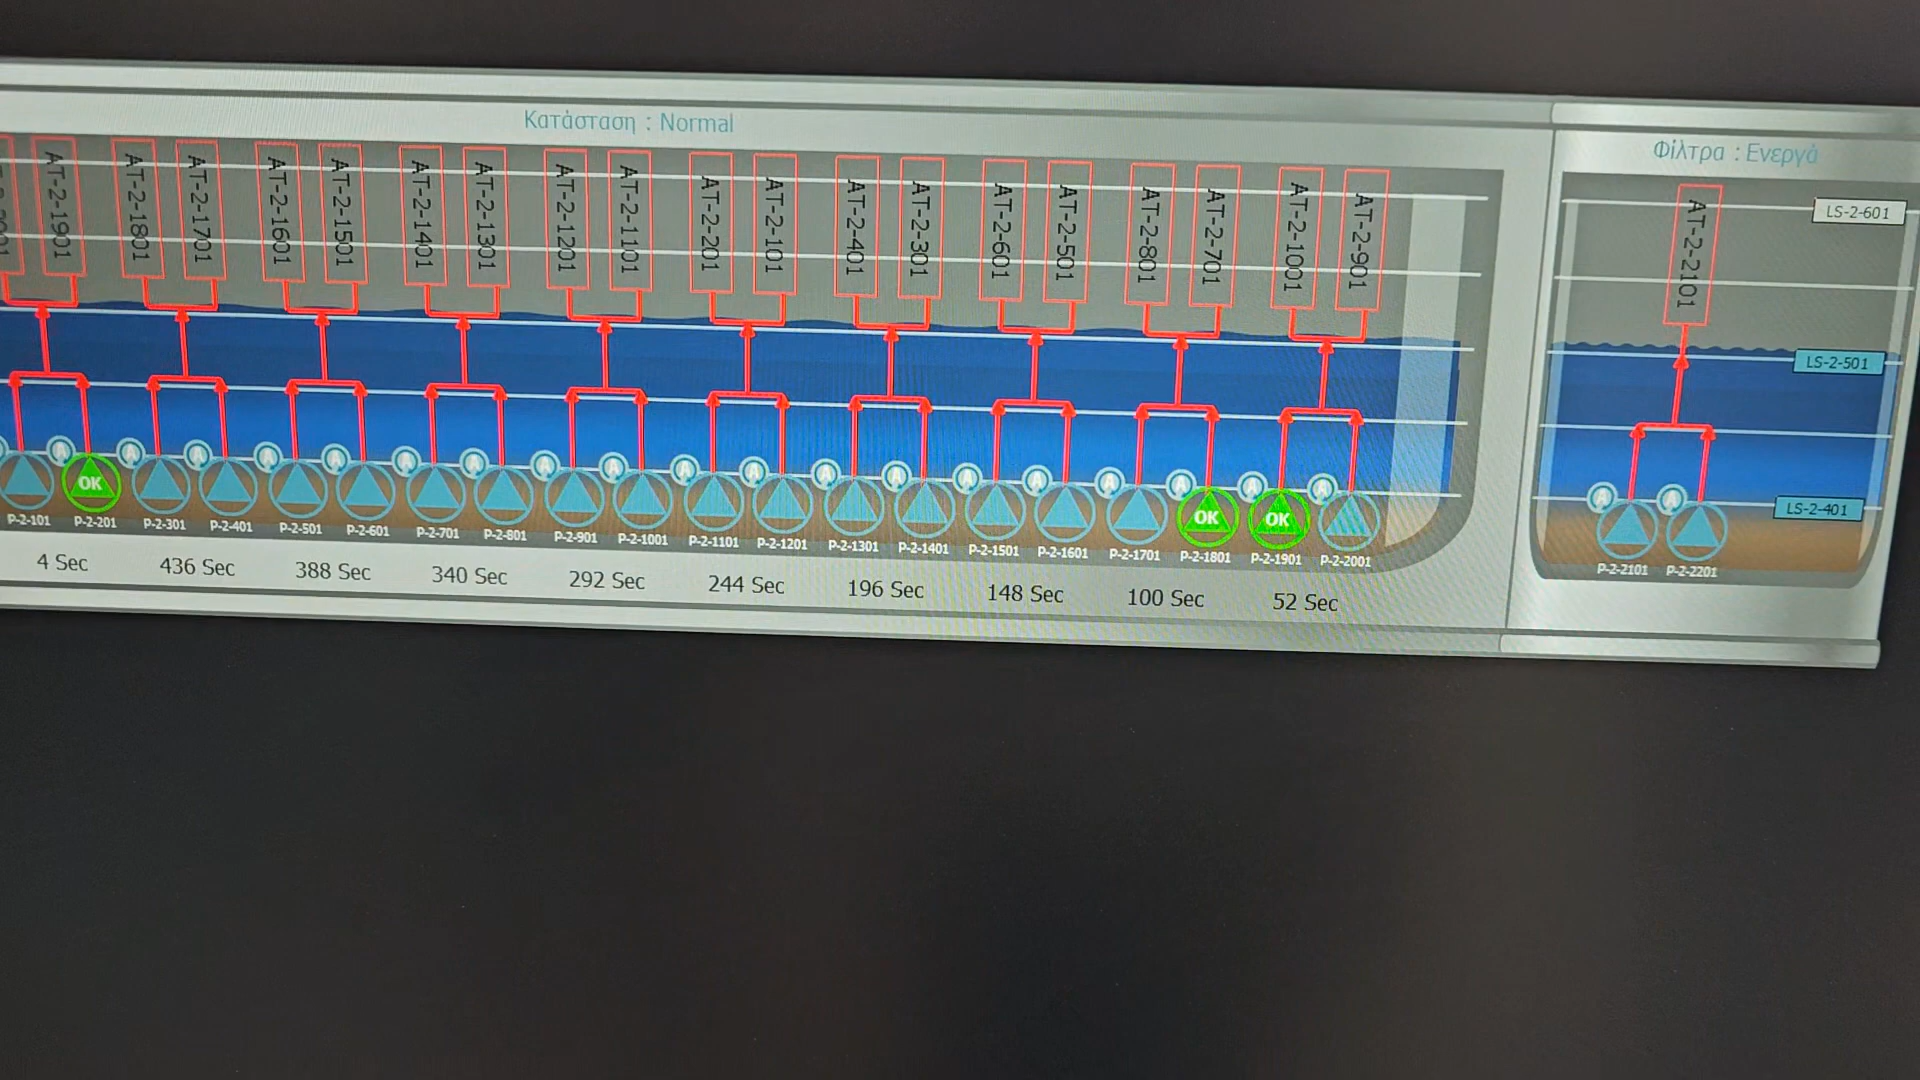 Κατάσταση : Normal
Φίλτρα : Ενεργά
AT-2-1901
AT-2-1801
AT-2-1701
AT-2-1601
AT-2-1501
AT-2-1401
AT-2-1301
AT-2-1201
AT-2-1101
AT-2-201
AT-2-101
AT-2-401
AT-2-301
AT-2-601
AT-2-501
AT-2-801
AT-2-701
AT-2-1001
AT-2-901
AT-2-2101
LS-2-601
LS-2-501
LS-2-401
A A A A A A A A A A A A A A A A A A A A A
OK OK OK
P-2-101 P-2-201 P-2-301 P-2-401 P-2-501 P-2-601 P-2-701 P-2-801 P-2-901 P-2-1001 P-2-1101 P-2-1201 P-2-1301 P-2-1401 P-2-1501 P-2-1601 P-2-1701 P-2-1801 P-2-1901 P-2-2001 P-2-2101 P-2-2201
4 Sec 436 Sec 388 Sec 340 Sec 292 Sec 244 Sec 196 Sec 148 Sec 100 Sec 52 Sec